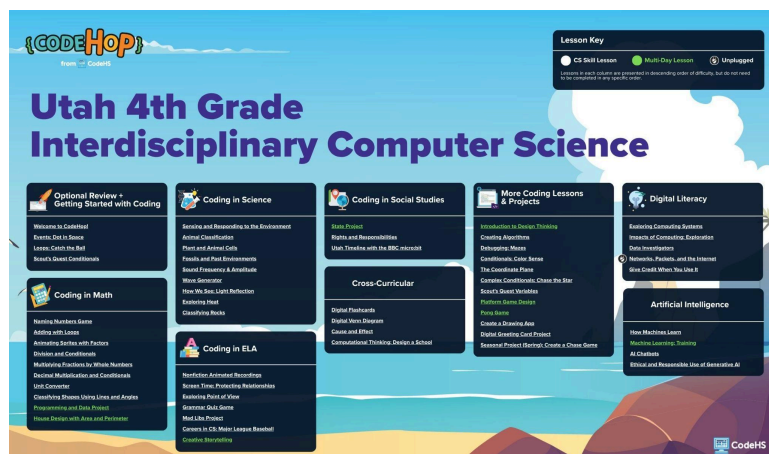 {CODEHOP}
from CodeHS
Lesson Key
CS Skill Lesson
Multi-Day Lesson
Unplugged
Lessons in each column are presented in descending order of difficulty, but do not need
to be completed in any specific order.
Utah 4th Grade
Interdisciplinary Computer Science
Optional Review +
Getting Started with Coding
Welcome to CodeHop!
Events: Dot in Space
Loops: Catch the Ball
Scout's Quest Conditionals
Coding in Math
Naming Numbers Game
Adding with Loops
Animating Sprites with Factors
Division and Conditionals
Multiplying Fractions by Whole Numbers
Decimal Multiplication and Conditionals
Unit Converter
Classifying Shapes Using Lines and Angles
Programming and Data Project
House Design with Area and Perimeter
Coding in Science
Sensing and Responding to the Environment
Animal Classification
Plant and Animal Cells
Fossils and Past Environments
Sound Frequency & Amplitude
Wave Generator
How We See: Light Reflection
Exploring Heat
Classifying Rocks
Coding in ELA
Nonfiction Animated Recordings
Screen Time: Protecting Relationships
Exploring Point of View
Grammar Quiz Game
Mad Libs Project
Careers in CS: Major League Baseball
Creative Storytelling
Coding in Social Studies
State Project
Rights and Responsibilities
Utah Timeline with the BBC micro:bit
Cross-Curricular
Digital Flashcards
Digital Venn Diagram
Cause and Effect
Computational Thinking: Design a School
More Coding Lessons
& Projects
Introduction to Design Thinking
Creating Algorithms
Debugging: Mazes
Conditionals: Color Sense
The Coordinate Plane
Complex Conditionals: Chase the Star
Scout's Quest Variables
Platform Game Design
Pong Game
Create a Drawing App
Digital Greeting Card Project
Seasonal Project (Spring): Create a Chase Game
Digital Literacy
Exploring Computing Systems
Impacts of Computing: Exploration
Data Investigators
Networks, Packets, and the Internet
Give Credit When You Use It
Artificial Intelligence
How Machines Learn
Machine Learning: Training
AI Chatbots
Ethical and Responsible Use of Generative AI
CodeHS